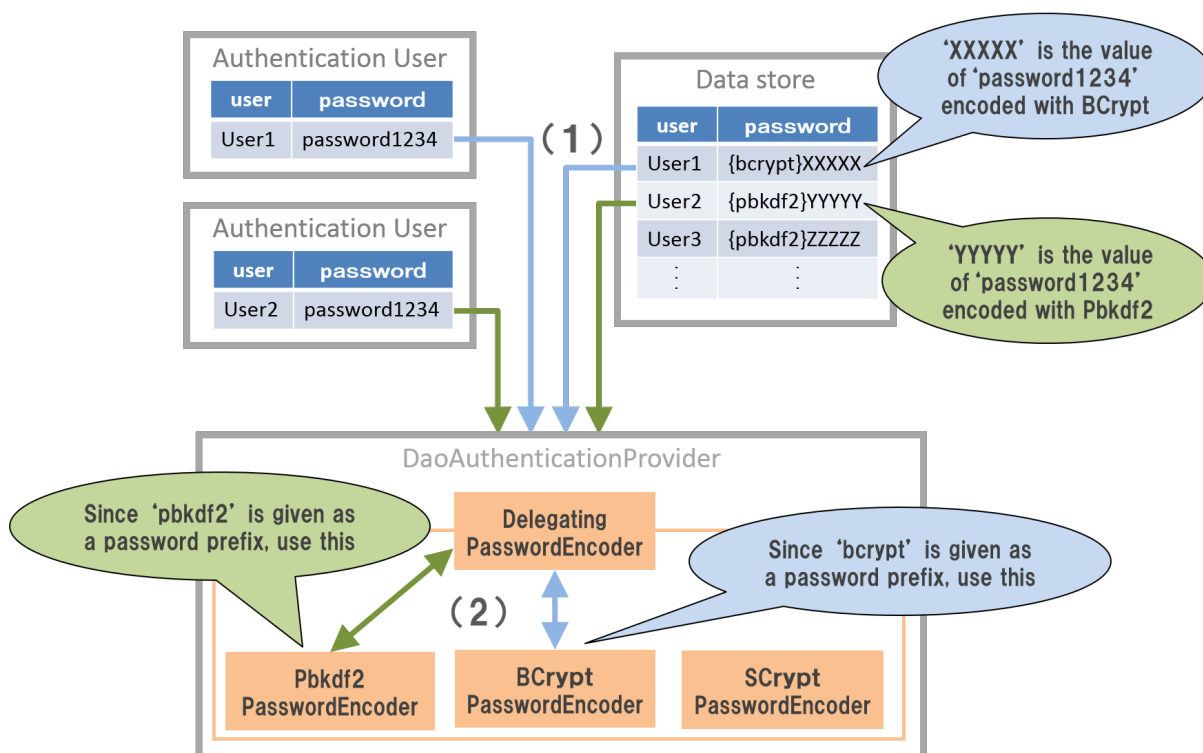 Authentication User
user password
User1 password1234
Authentication User
user password
User2 password1234
(1)
Data store
user password
User1 {bcrypt}XXXXX
User2 {pbkdf2}YYYYY
User3 {pbkdf2}ZZZZZ
⋮ ⋮
‘XXXXX’ is the value
of ‘password1234’
encoded with BCrypt
‘YYYYY’ is the value
of ‘password1234’
encoded with Pbkdf2
DaoAuthenticationProvider
Since ‘pbkdf2’ is given as
a password prefix, use this
Delegating
PasswordEncoder
Since ‘bcrypt’ is given as
a password prefix, use this
(2)
Pbkdf2
PasswordEncoder
BCrypt
PasswordEncoder
SCrypt
PasswordEncoder